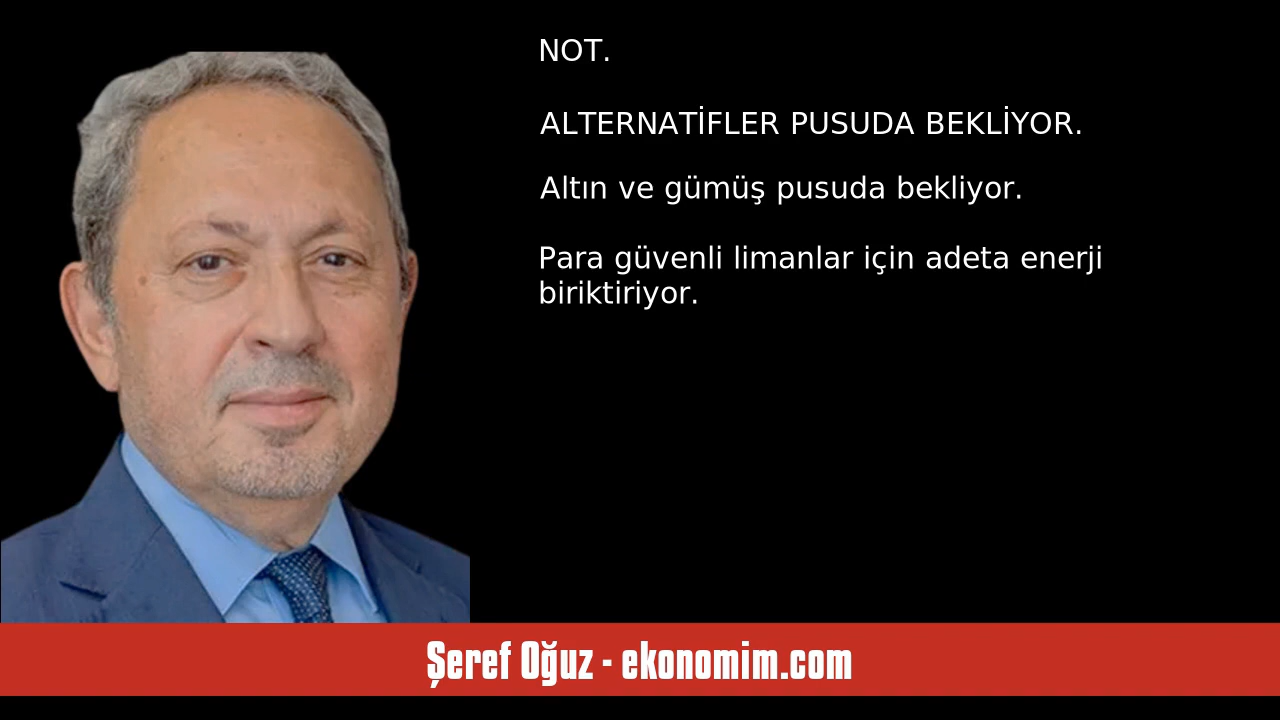 NOT.
ALTERNATİFLER PUSUDA BEKLİYOR.
Altın ve gümüş pusuda bekliyor.
Para güvenli limanlar için adeta enerji
biriktiriyor.
Şeref Oğuz - ekonomim.com